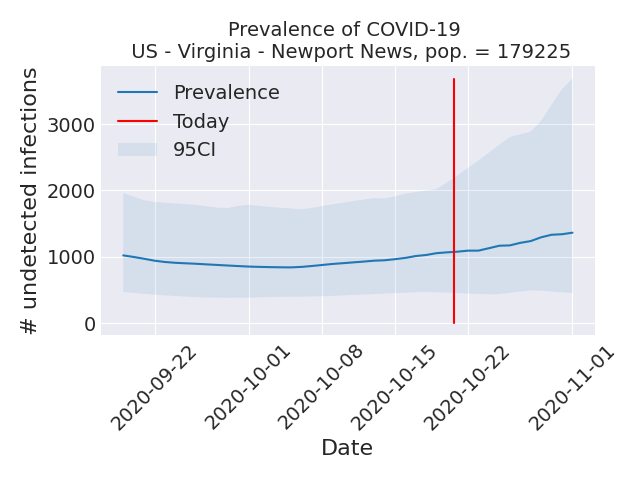 Prevalence of COVID-19
US - Virginia - Newport News, pop. = 179225
Prevalence
Today
95CI
# undetected infections
3000
2000
1000
0
2020-09-22
2020-10-01
2020-10-08
2020-10-15
2020-10-22
2020-11-01
Date